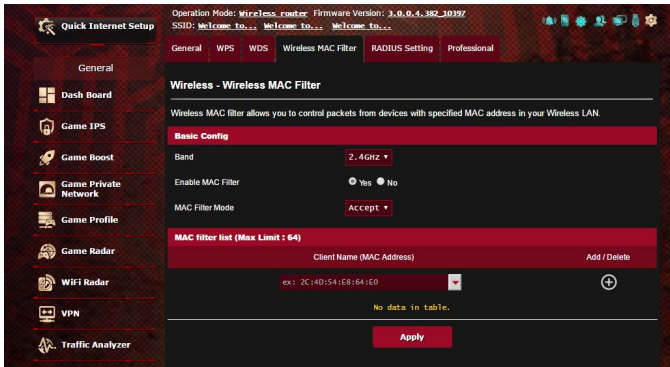 Quick Internet Setup
General
Dash Board
Game IPS
Game Boost
Game Private
Network
Game Profile
Game Radar
WiFi Radar
VPN
Traffic Analyzer
Operation Mode: Wireless router Firmware Version: 3.0.0.4.382_10397
SSID: Welcome to... Welcome to... Welcome to...
General WPS WDS Wireless MAC Filter RADIUS Setting Professional
Wireless - Wireless MAC Filter
Wireless MAC filter allows you to control packets from devices with specified MAC address in your Wireless LAN.
Basic Config
Band 2.4GHz
Enable MAC Filter Yes No
MAC Filter Mode Accept
MAC filter list (Max Limit : 64)
Client Name (MAC Address) Add / Delete
ex: 2C:4D:54:E8:64:E0
No data in table.
Apply